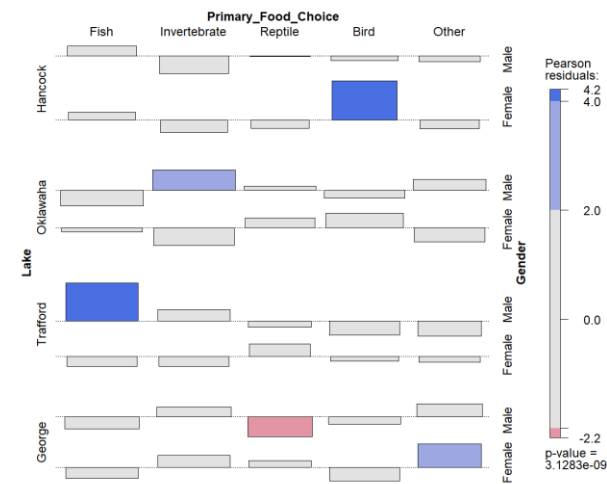 Primary_Food_Choice
Fish Invertebrate Reptile Bird Other
Lake
Gender
Hancock
Male
Female
Oklawaha
Male
Female
Trafford
Male
Female
George
Male
Female
Pearson
residuals:
4.2
4.0
2.0
0.0
-2.2
p-value =
3.1283e-09